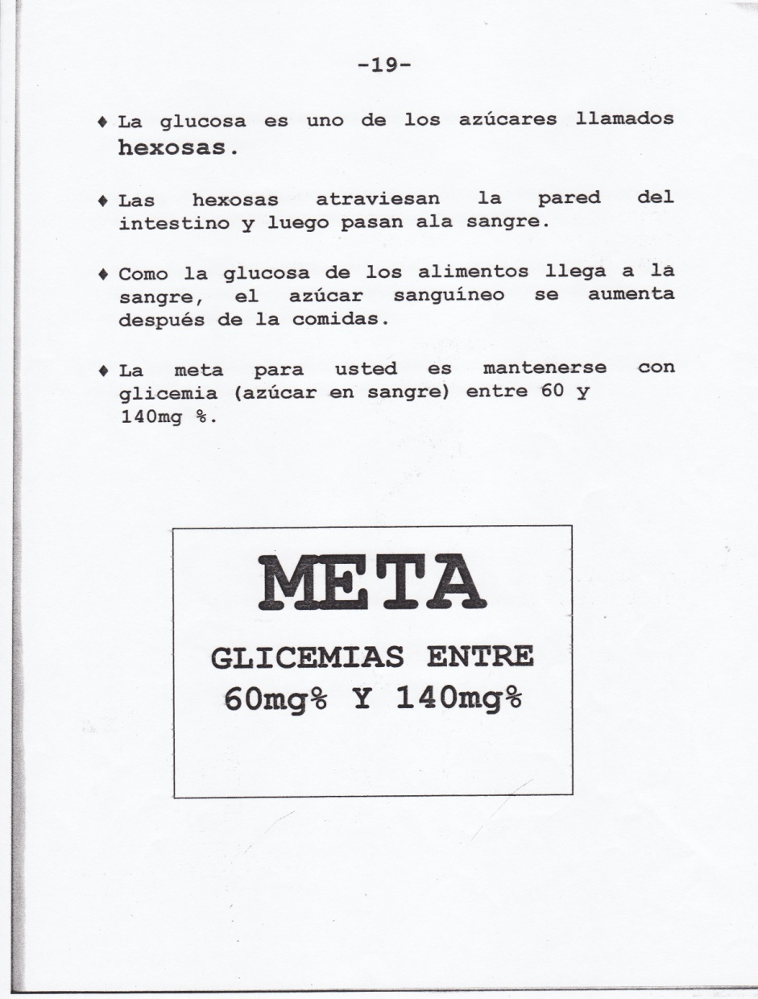 -19-
♦ La glucosa es uno de los azúcares llamados
hexosas.
♦ Las hexosas atraviesan la pared del
intestino y luego pasan ala sangre.
♦ Como la glucosa de los alimentos llega a la
sangre, el azúcar sanguíneo se aumenta
después de la comidas.
♦ La meta para usted es mantenerse con
glicemia (azúcar en sangre) entre 60 y
140mg %.
META
GLICEMIAS ENTRE
60mg% Y 140mg%